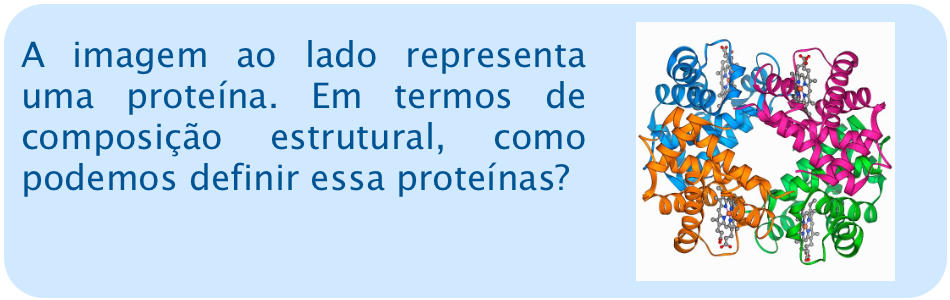 A imagem ao lado representa
uma proteína. Em termos de
composição estrutural, como
podemos definir essa proteínas?